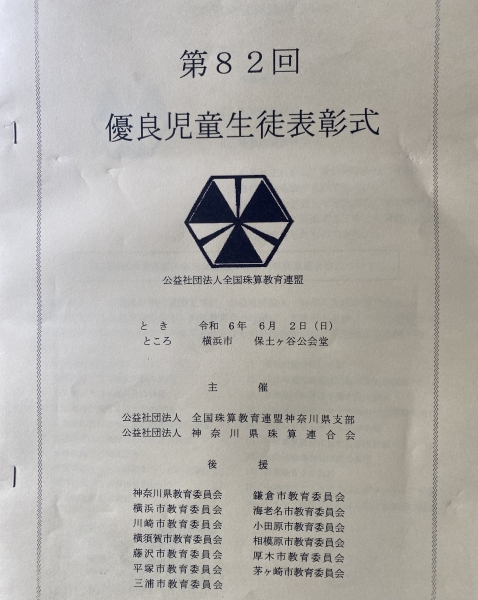 第８２回
優良児童生徒表彰式
公益社団法人全国珠算教育連盟
とき　令和 6年 6月 2日（日）
ところ　横浜市　保土ヶ谷公会堂
主　催
公益社団法人　全国珠算教育連盟神奈川県支部
公益社団法人　神奈川県珠算連合会
後　援
神奈川県教育委員会　鎌倉市教育委員会
横浜市教育委員会　海老名市教育委員会
川崎市教育委員会　小田原市教育委員会
横須賀市教育委員会　相模原市教育委員会
藤沢市教育委員会　厚木市教育委員会
平塚市教育委員会　茅ヶ崎市教育委員会
三浦市教育委員会